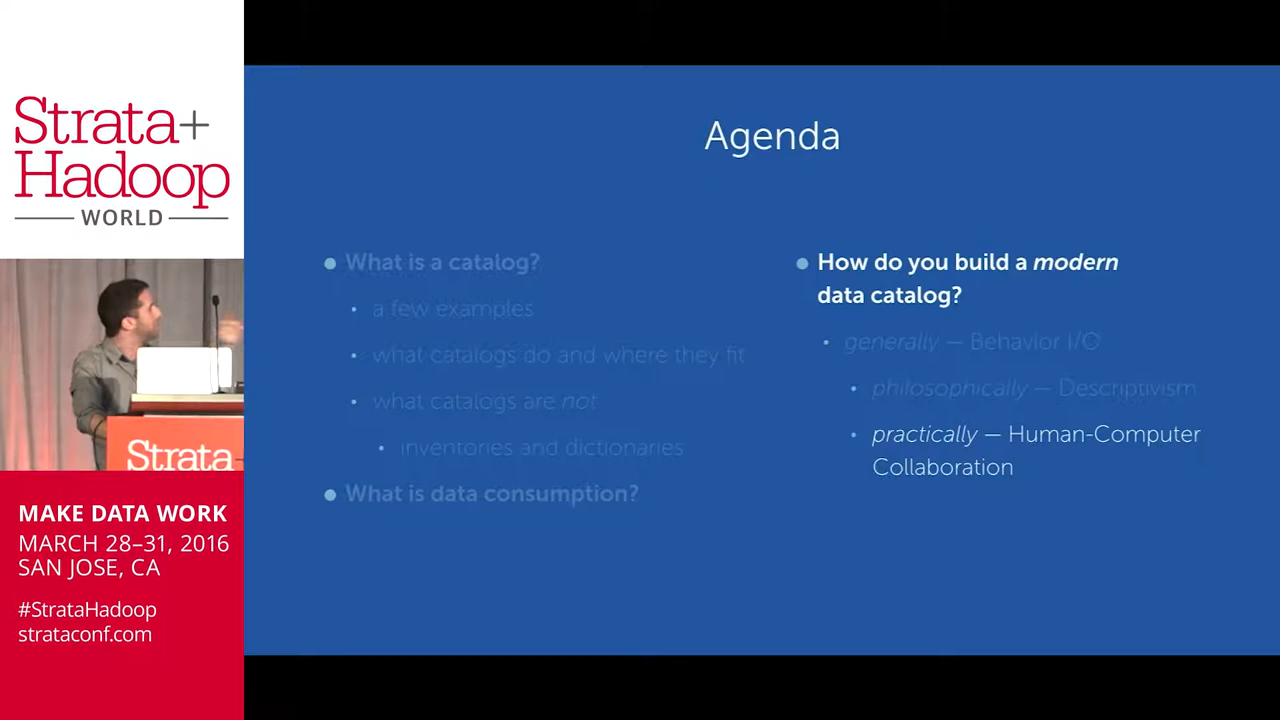 Strata+
Hadoop
WORLD
Strata
MAKE DATA WORK
MARCH 28–31, 2016
SAN JOSE, CA
#StrataHadoop
strataconf.com
Agenda
What is a catalog?
a few examples
what catalogs do and where they fit
what catalogs are not
inventories and dictionaries
What is data consumption?
How do you build a modern
data catalog?
generally — Behavior I/O
philosophically — Descriptivism
practically — Human-Computer
Collaboration